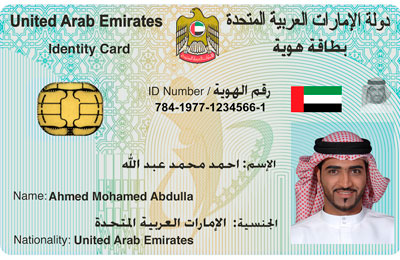 United Arab Emirates
دولة الإمارات العربية المتحدة
Identity Card
بطاقة هوية
ID Number / رقم الهوية
784-1977-1234566-1
الإسم: احمد محمد عبد الله
Name: Ahmed Mohamed Abdulla
الجنسية: الإمارات العربية المتحدة
Nationality: United Arab Emirates